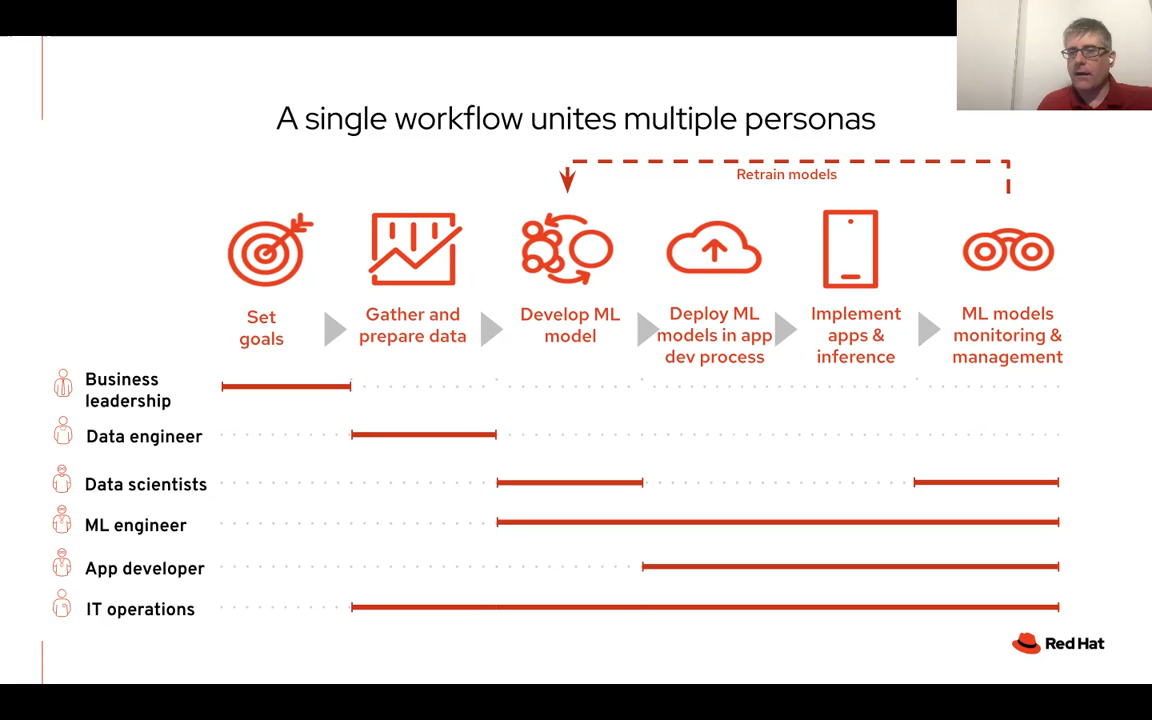 A single workflow unites multiple personas
Retrain models
Set
goals
Gather and
prepare data
Develop ML
model
Deploy ML
models in app
dev process
Implement
apps &
inference
ML models
monitoring &
management
Business
leadership
Data engineer
Data scientists
ML engineer
App developer
IT operations
Red Hat